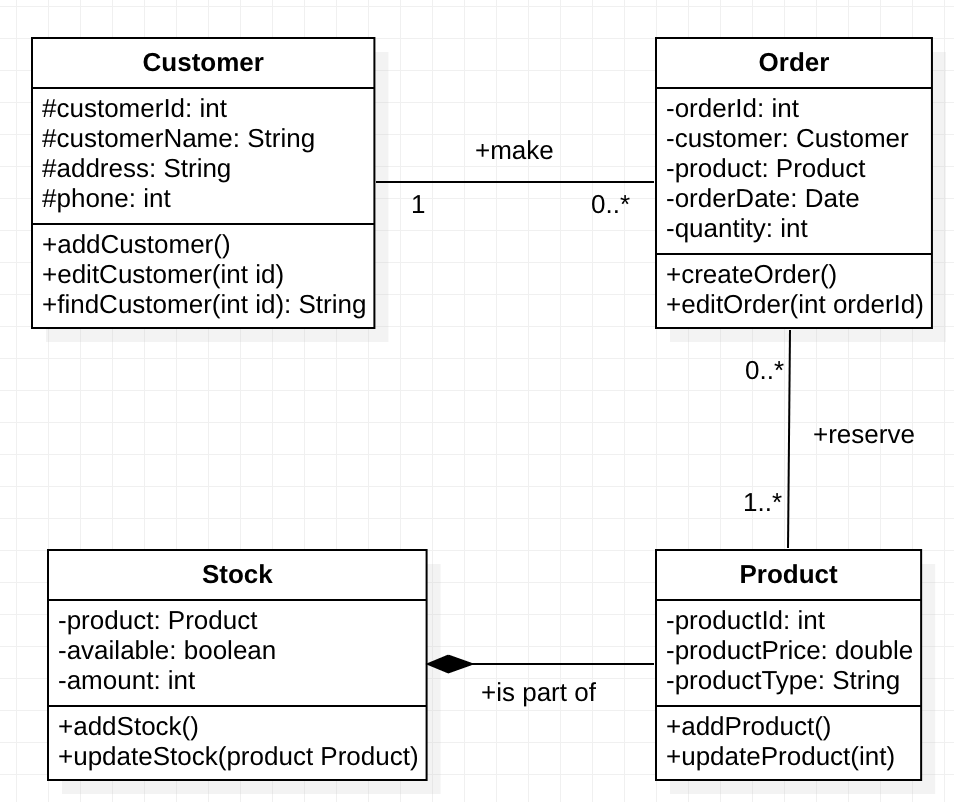 Customer
#customerId: int
#customerName: String
#address: String
#phone: int
+addCustomer()
+editCustomer(int id)
+findCustomer(int id): String
+make
1
0..*
Order
-orderId: int
-customer: Customer
-product: Product
-orderDate: Date
-quantity: int
+createOrder()
+editOrder(int orderId)
0..*
+reserve
1..*
Stock
-product: Product
-available: boolean
-amount: int
+addStock()
+updateStock(product Product)
+is part of
Product
-productId: int
-productPrice: double
-productType: String
+addProduct()
+updateProduct(int)